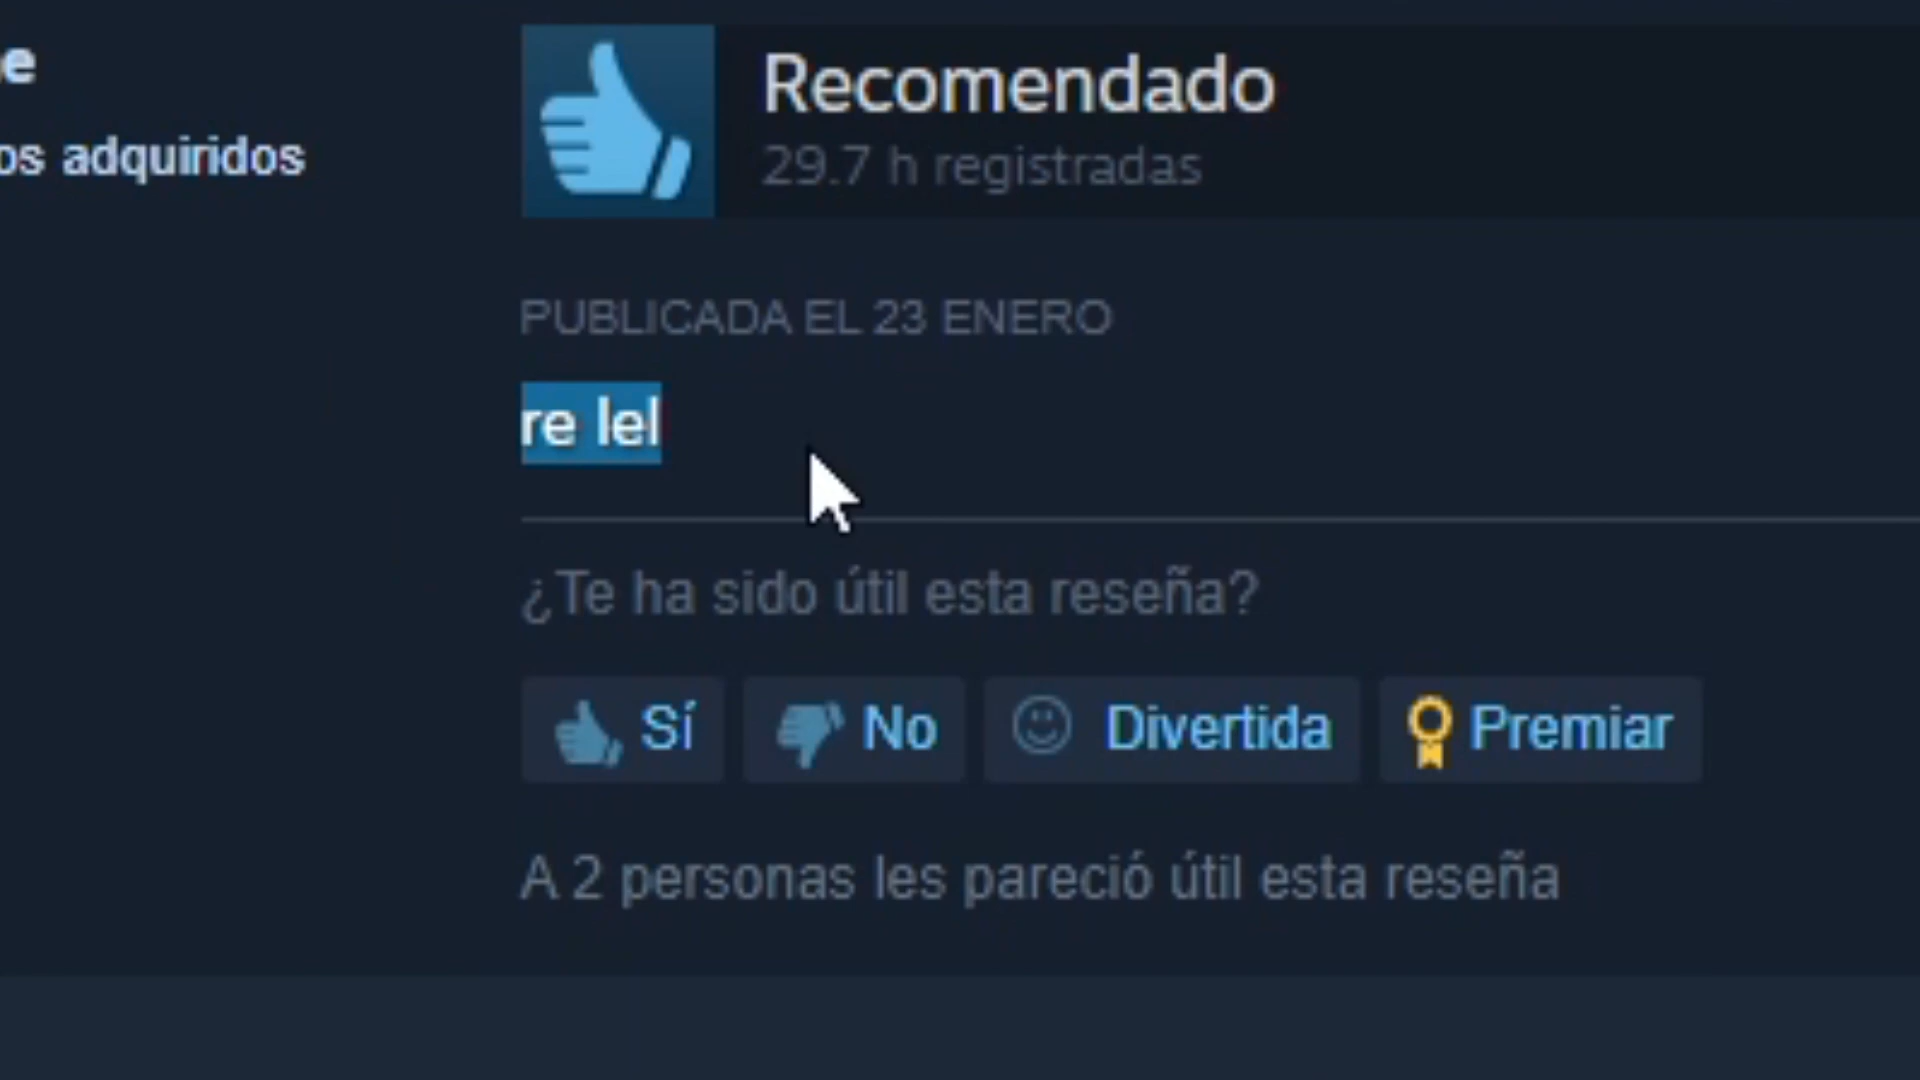 Recomendado
29.7 h registradas
os adquiridos
PUBLICADA EL 23 ENERO
re lel
¿Te ha sido útil esta reseña?
Sí No Divertida Premiar
A 2 personas les pareció útil esta reseña